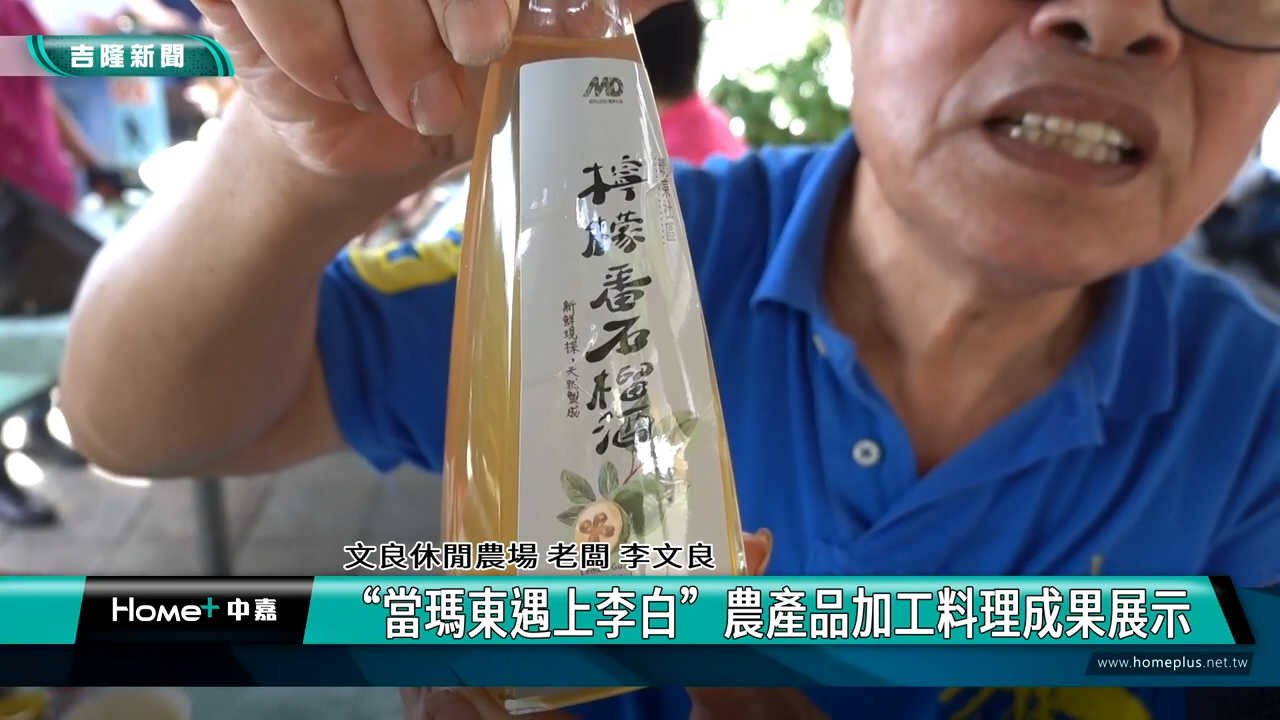 吉隆新聞
MD
檸檬番石榴酒
新鮮現採,天然製成
文良休閒農場 老闆 李文良
Home+ 中嘉
“當瑪東遇上李白”農產品加工料理成果展示
www.homeplus.net.tw